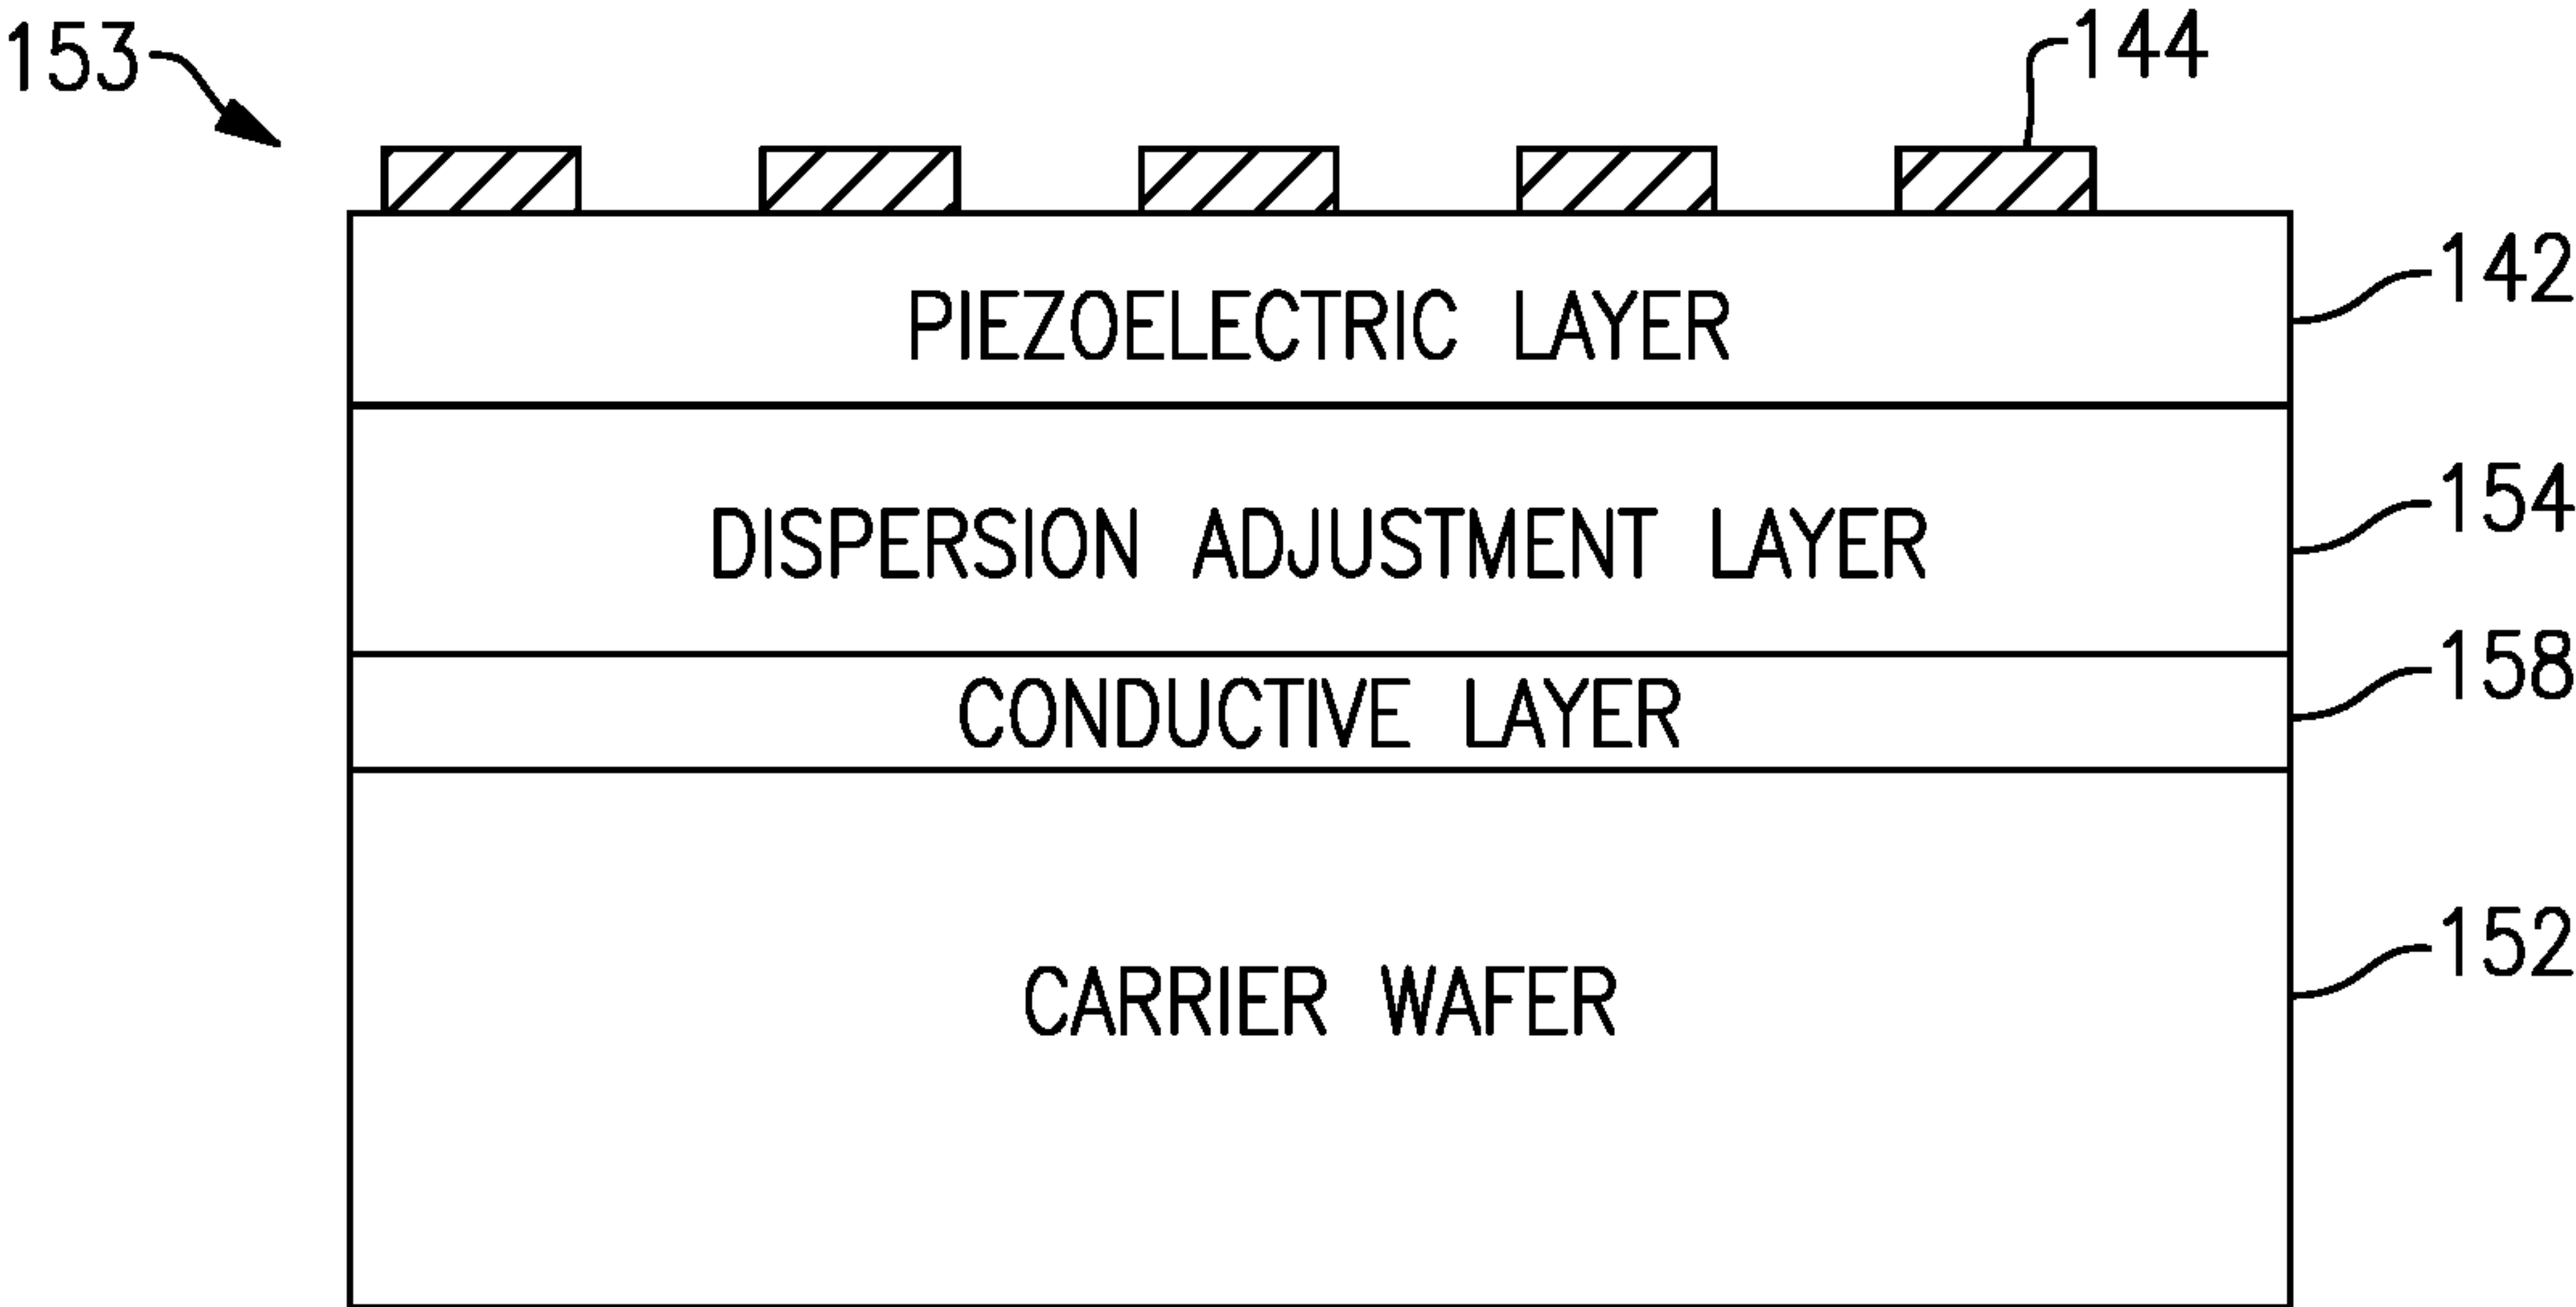 153
144
PIEZOELECTRIC LAYER
142
DISPERSION ADJUSTMENT LAYER
154
CONDUCTIVE LAYER
158
CARRIER WAFER
152